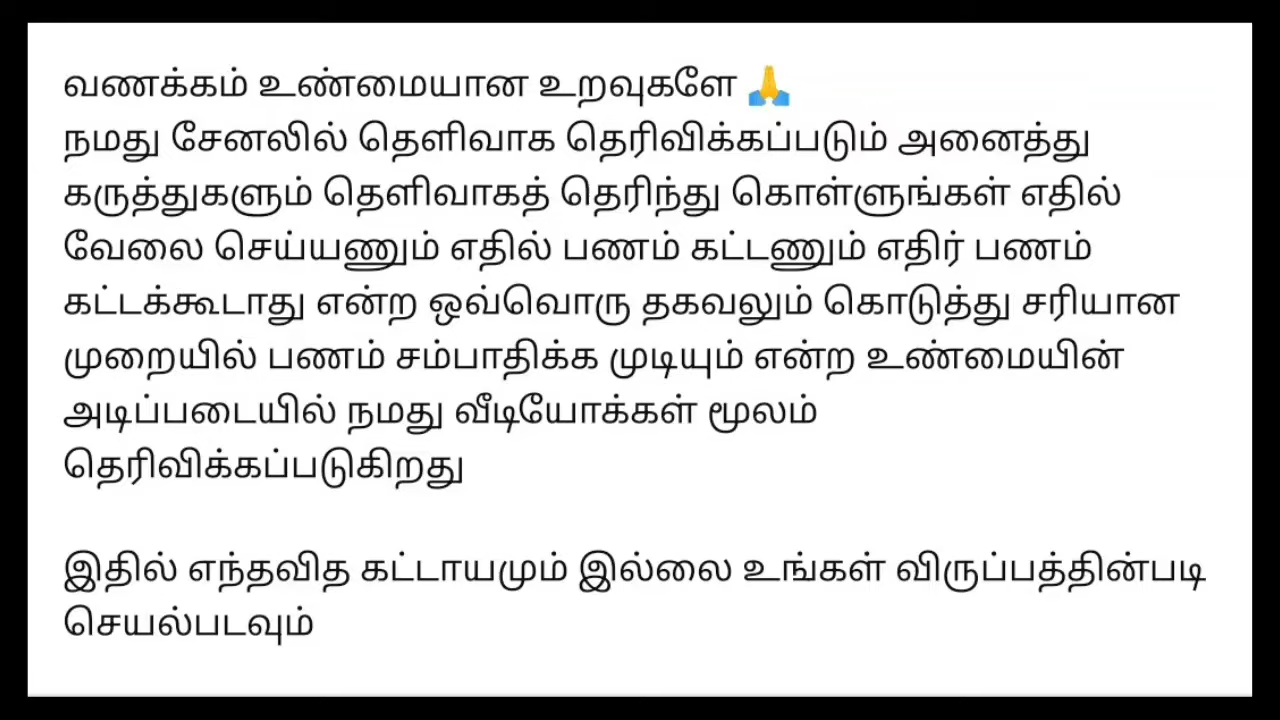 வணக்கம் உண்மையான உறவுகளே 🙏
நமது சேனலில் தெளிவாக தெரிவிக்கப்படும் அனைத்து
கருத்துகளும் தெளிவாகத் தெரிந்து கொள்ளுங்கள் எதில்
வேலை செய்யணும் எதில் பணம் கட்டணும் எதிர் பணம்
கட்டக்கூடாது என்ற ஒவ்வொரு தகவலும் கொடுத்து சரியான
முறையில் பணம் சம்பாதிக்க முடியும் என்ற உண்மையின்
அடிப்படையில் நமது வீடியோக்கள் மூலம்
தெரிவிக்கப்படுகிறது
இதில் எந்தவித கட்டாயமும் இல்லை உங்கள் விருப்பத்தின்படி
செயல்படவும்